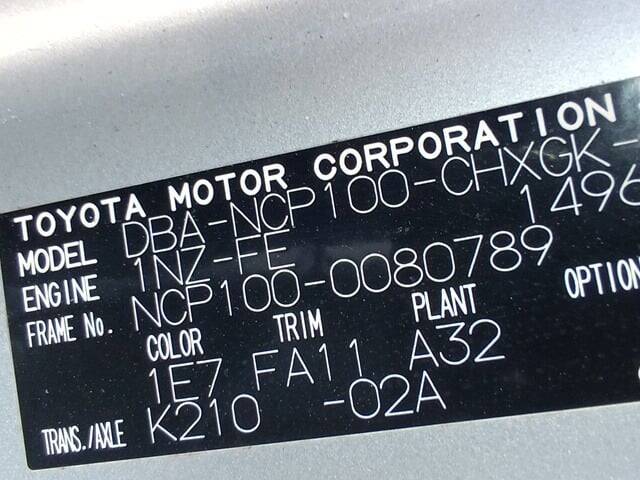 TOYOTA MOTOR CORPORATION
MODEL DBA-NCP100-CHXGK-
ENGINE 1NZ-FE 1496
FRAME No. NCP100-0080789
COLOR TRIM PLANT OPTION
1E7 FA11 A32
TRANS./AXLE K210 -02A